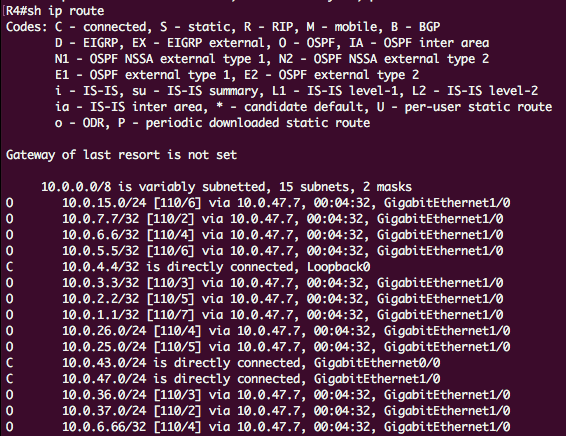 R4#sh ip route
Codes: C - connected, S - static, R - RIP, M - mobile, B - BGP
       D - EIGRP, EX - EIGRP external, O - OSPF, IA - OSPF inter area
       N1 - OSPF NSSA external type 1, N2 - OSPF NSSA external type 2
       E1 - OSPF external type 1, E2 - OSPF external type 2
       i - IS-IS, su - IS-IS summary, L1 - IS-IS level-1, L2 - IS-IS level-2
       ia - IS-IS inter area, * - candidate default, U - per-user static route
       o - ODR, P - periodic downloaded static route
Gateway of last resort is not set
     10.0.0.0/8 is variably subnetted, 15 subnets, 2 masks
O       10.0.15.0/24 [110/6] via 10.0.47.7, 00:04:32, GigabitEthernet1/0
O       10.0.7.7/32 [110/2] via 10.0.47.7, 00:04:32, GigabitEthernet1/0
O       10.0.6.6/32 [110/4] via 10.0.47.7, 00:04:32, GigabitEthernet1/0
O       10.0.5.5/32 [110/6] via 10.0.47.7, 00:04:32, GigabitEthernet1/0
C       10.0.4.4/32 is directly connected, Loopback0
O       10.0.3.3/32 [110/3] via 10.0.47.7, 00:04:32, GigabitEthernet1/0
O       10.0.2.2/32 [110/5] via 10.0.47.7, 00:04:32, GigabitEthernet1/0
O       10.0.1.1/32 [110/7] via 10.0.47.7, 00:04:32, GigabitEthernet1/0
O       10.0.26.0/24 [110/4] via 10.0.47.7, 00:04:32, GigabitEthernet1/0
O       10.0.25.0/24 [110/5] via 10.0.47.7, 00:04:32, GigabitEthernet1/0
C       10.0.43.0/24 is directly connected, GigabitEthernet0/0
C       10.0.47.0/24 is directly connected, GigabitEthernet1/0
O       10.0.36.0/24 [110/3] via 10.0.47.7, 00:04:32, GigabitEthernet1/0
O       10.0.37.0/24 [110/2] via 10.0.47.7, 00:04:32, GigabitEthernet1/0
O       10.0.6.66/32 [110/4] via 10.0.47.7, 00:04:32, GigabitEthernet1/0